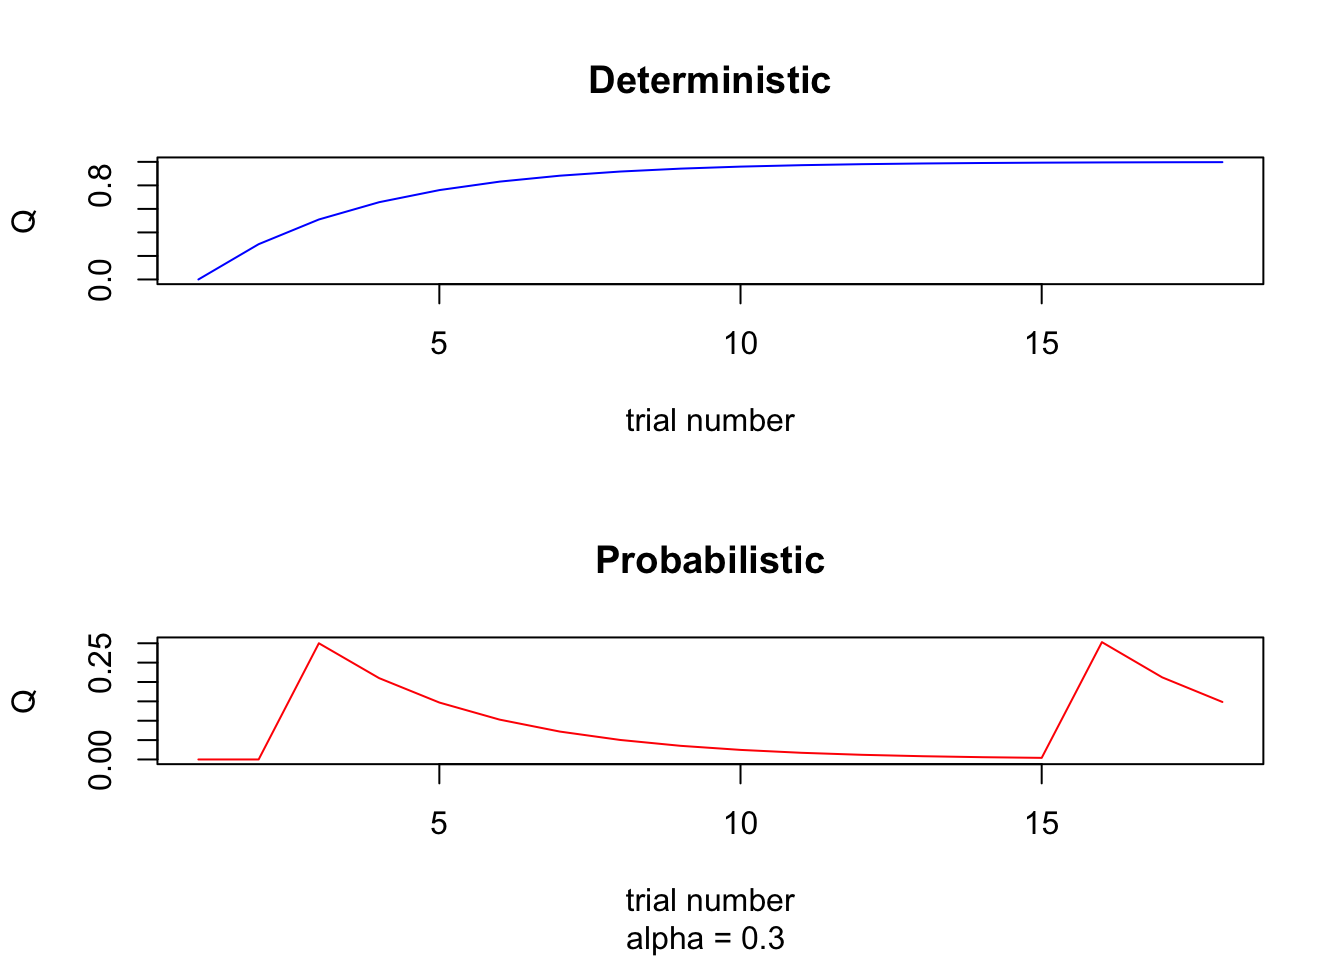 Deterministic
Q
0.8
0.0
5 10 15
trial number
Probabilistic
Q
0.25
0.00
5 10 15
trial number
alpha = 0.3